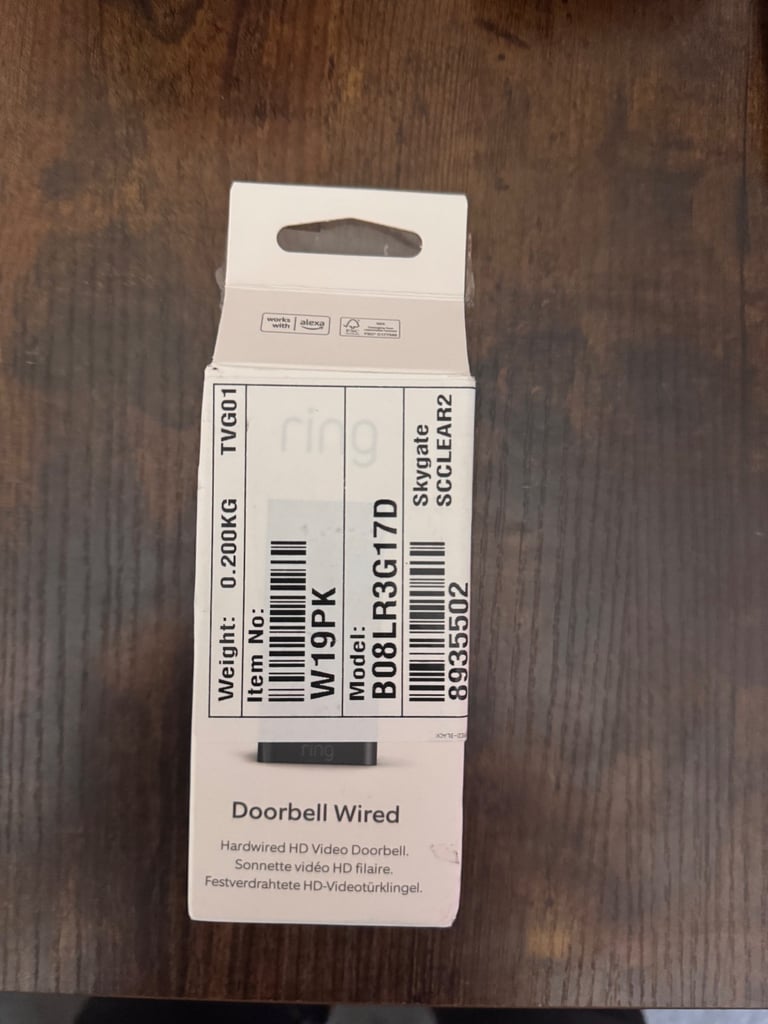 works with alexa
FSC
Weight: 0.200KG TVG01
Item No:
W19PK
Model:
B08LR3G17D
Skygate
SCCLEAR2
8935502
ring
ring
Doorbell Wired
Hardwired HD Video Doorbell.
Sonnette vidéo HD filaire.
Festverdrahtete HD-Videotürklingel.